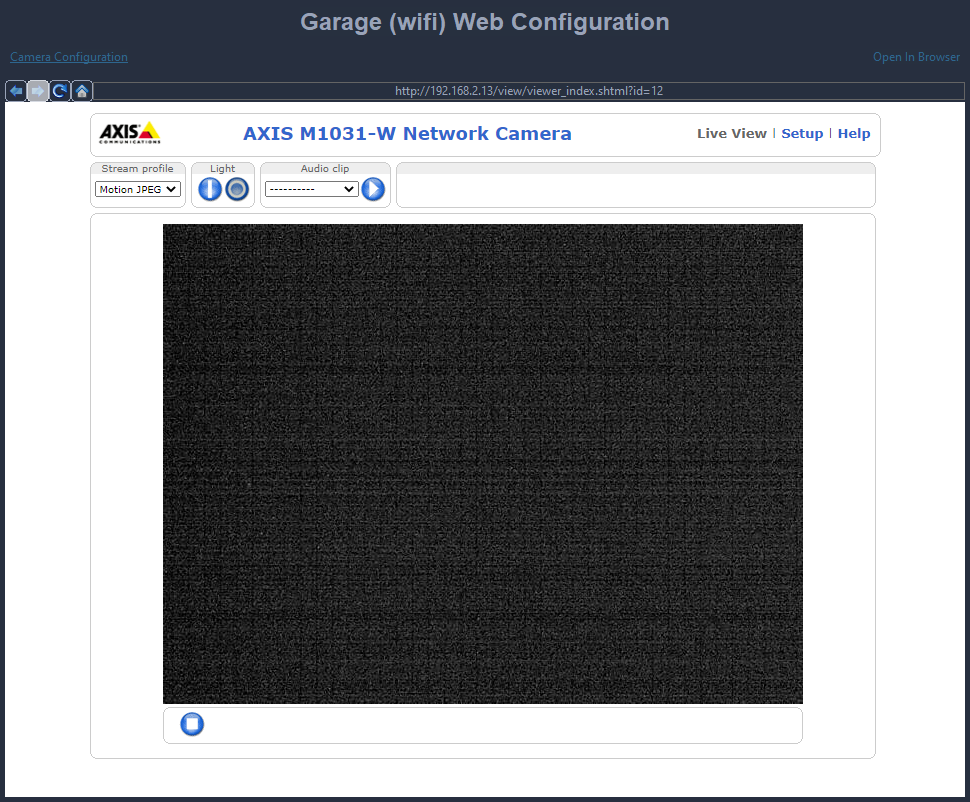 Garage (wifi) Web Configuration
Camera Configuration
Open In Browser
http://192.168.2.13/view/viewer_index.shtml?id=12
AXIS
COMMUNICATIONS
AXIS M1031-W Network Camera
Live View | Setup | Help
Stream profile
Light
Audio clip
Motion JPEG
----------